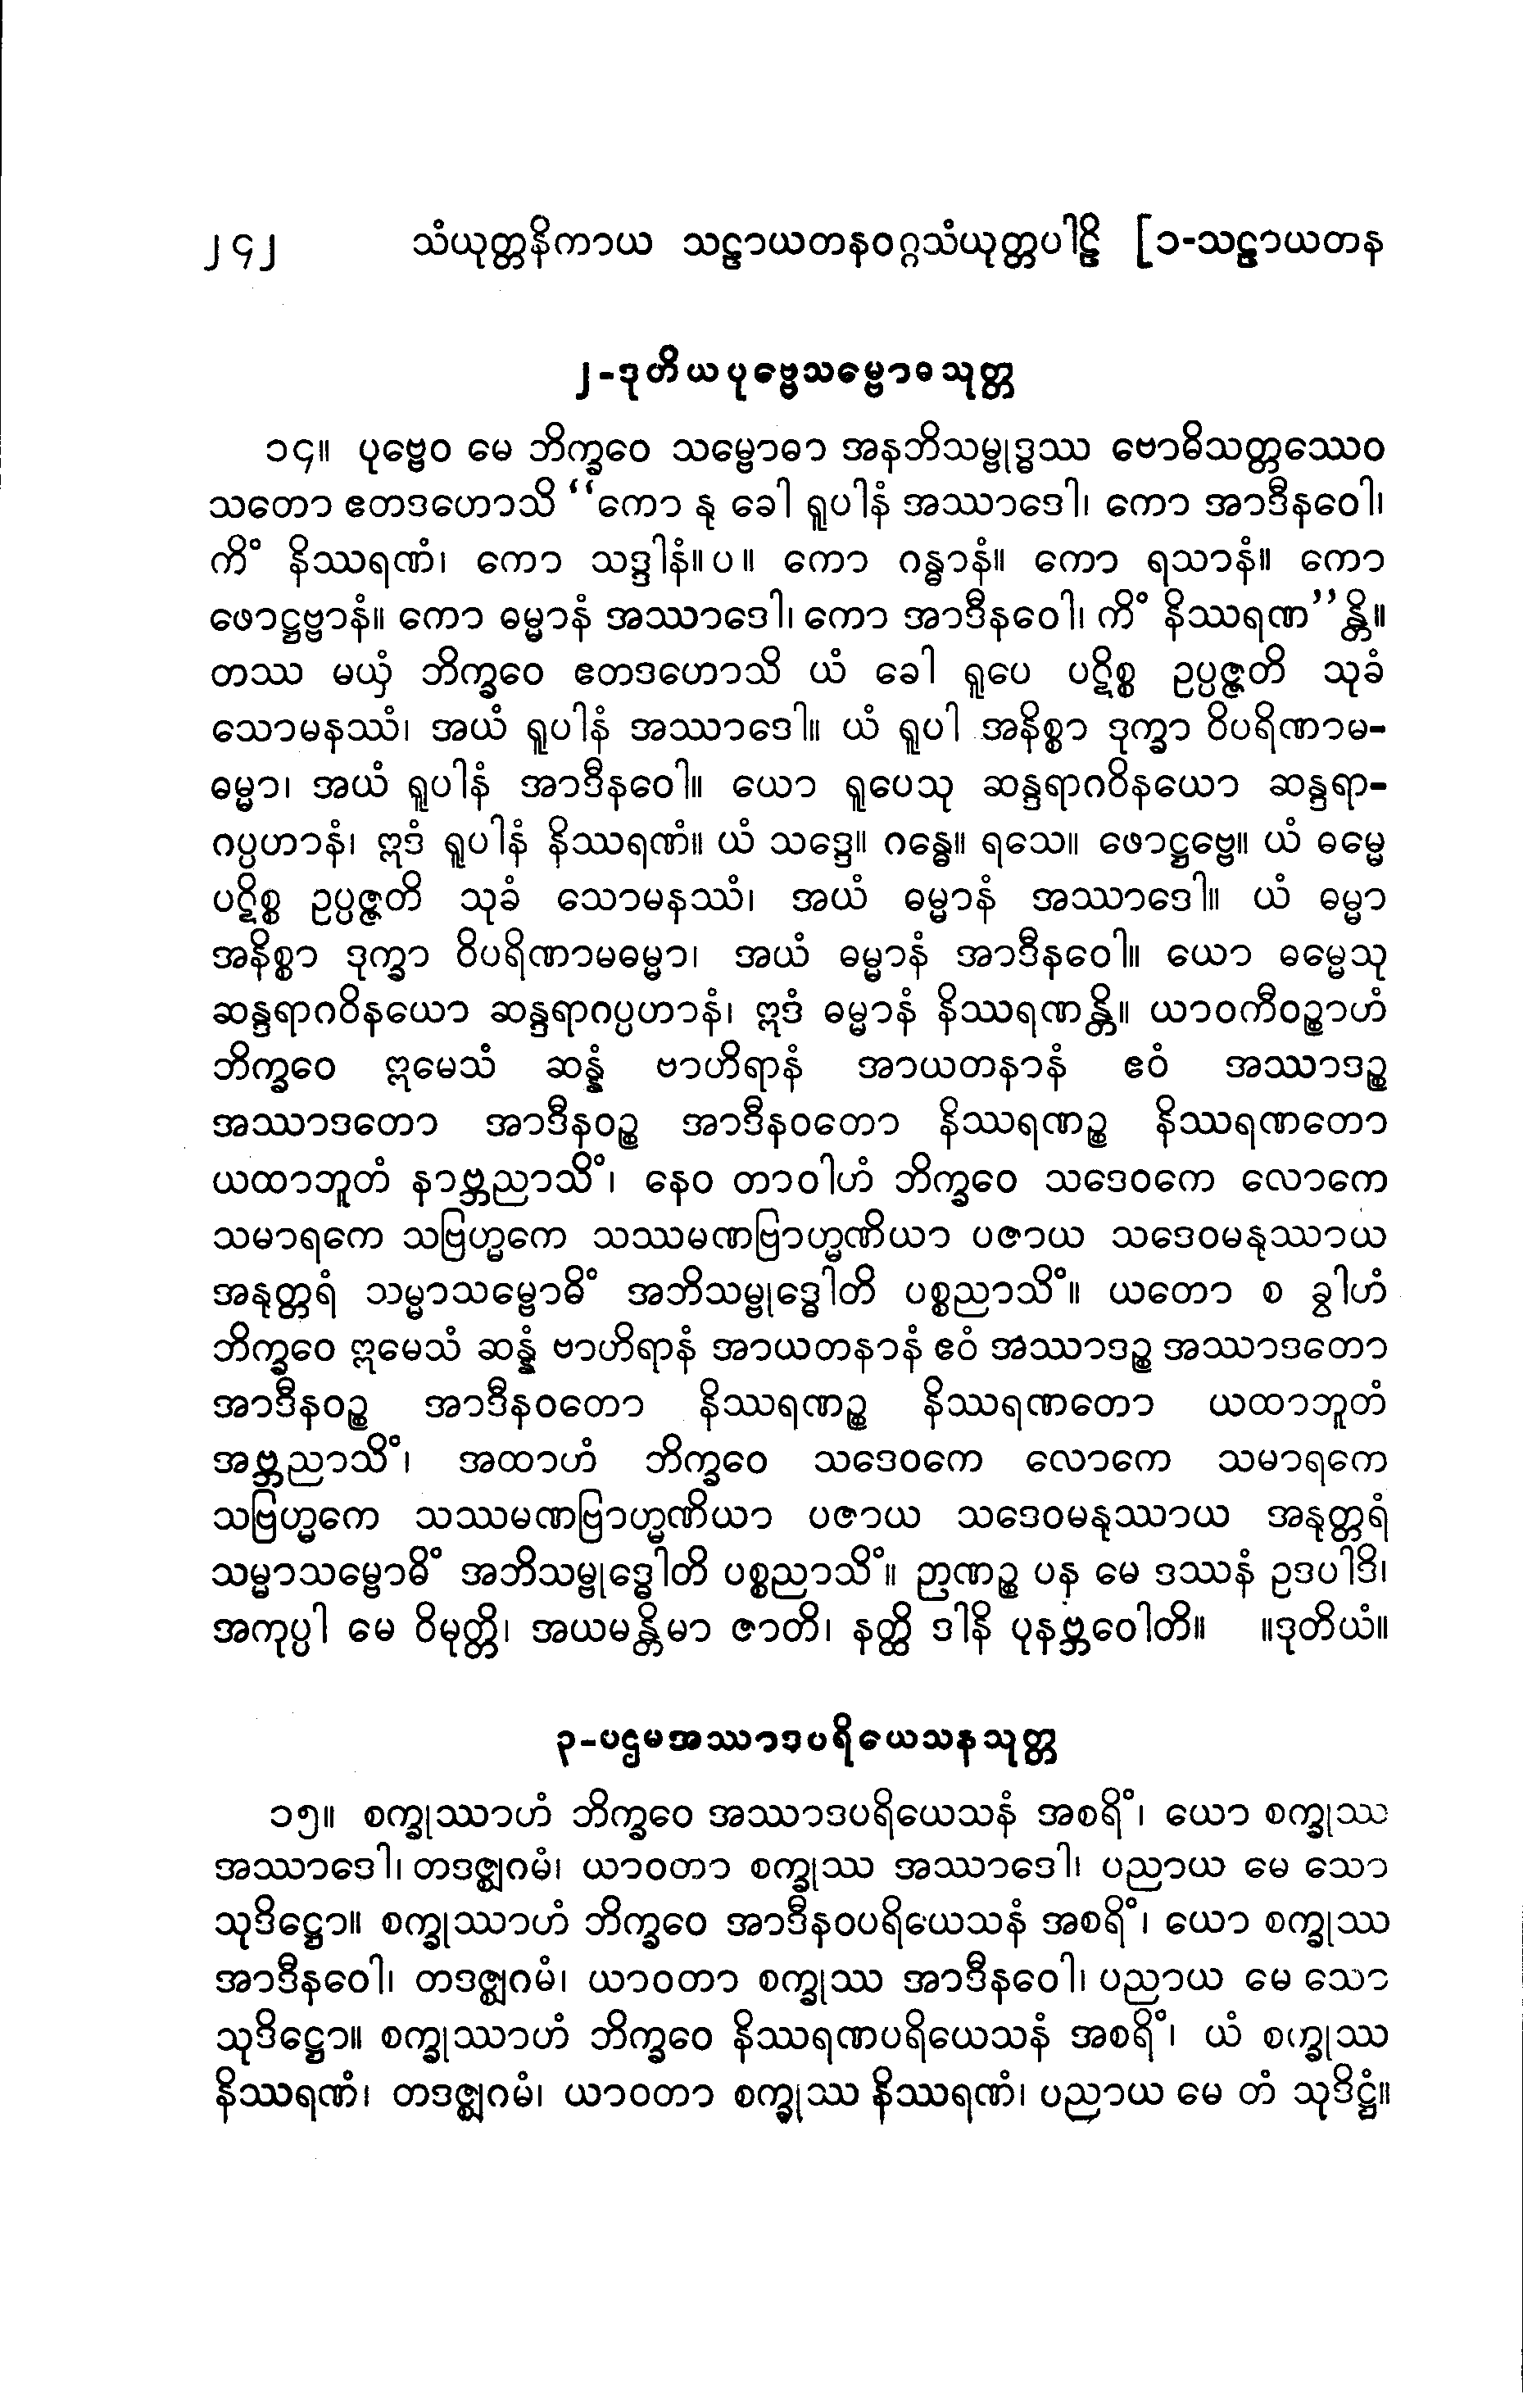 ၂၄၂ သံယုတ္တနိကာယ သဠာယတနဝဂ္ဂသံယုတ္တပါဠိ [၁-သဠာယတန
၂-ဒုတိယပုဗ္ဗေသမ္ဗောဓသုတ္တ
၁၄။ ပုဗ္ဗေဝ မေ ဘိက္ခဝေ သမ္ဗောဓာ အနဘိသမ္ဗုဒ္ဓဿ ဗောဓိသတ္တဿေဝ
သတော ဧတဒဟောသိ “ကော နု ခေါ ရူပါနံ အဿာဒေါ၊ ကော အာဒီနဝေါ၊
ကိံ နိဿရဏံ၊ ကော သဒ္ဒါနံ။ပ။ ကော ဂန္ဓာနံ။ ကော ရသာနံ။ ကော
ဖောဋ္ဌဗ္ဗာနံ။ ကော ဓမ္မာနံ အဿာဒေါ၊ ကော အာဒီနဝေါ၊ ကိံ နိဿရဏ”န္တိ။
တဿ မယှံ ဘိက္ခဝေ ဧတဒဟောသိ ယံ ခေါ ရူပေ ပဋိစ္စ ဥပ္ပဇ္ဇတိ သုခံ
သောမနဿံ၊ အယံ ရူပါနံ အဿာဒေါ။ ယံ ရူပါ အနိစ္စာ ဒုက္ခာ ဝိပရိဏာမ-
ဓမ္မာ၊ အယံ ရူပါနံ အာဒီနဝေါ။ ယော ရူပေသု ဆန္ဒရာဂဝိနယော ဆန္ဒရာ-
ဂပ္ပဟာနံ၊ ဣဒံ ရူပါနံ နိဿရဏံ။ ယံ သဒ္ဒေ။ ဂန္ဓေ။ ရသေ။ ဖောဋ္ဌဗ္ဗေ။ ယံ ဓမ္မေ
ပဋိစ္စ ဥပ္ပဇ္ဇတိ သုခံ သောမနဿံ၊ အယံ ဓမ္မာနံ အဿာဒေါ။ ယံ ဓမ္မာ
အနိစ္စာ ဒုက္ခာ ဝိပရိဏာမဓမ္မာ၊ အယံ ဓမ္မာနံ အာဒီနဝေါ။ ယော ဓမ္မေသု
ဆန္ဒရာဂဝိနယော ဆန္ဒရာဂပ္ပဟာနံ၊ ဣဒံ ဓမ္မာနံ နိဿရဏန္တိ။ ယာဝကီဝဉ္စာဟံ
ဘိက္ခဝေ ဣမေသံ ဆန္နံ ဗာဟိရာနံ အာယတနာနံ ဧဝံ အဿာဒဉ္စ
အဿာဒတော အာဒီနဝဉ္စ အာဒီနဝတော နိဿရဏဉ္စ နိဿရဏတော
ယထာဘူတံ နာဗ္ဘညာသိံ၊ နေဝ တာဝါဟံ ဘိက္ခဝေ သဒေဝကေ လောကေ
သမာရကေ သဗြဟ္မကေ သဿမဏဗြာဟ္မဏိယာ ပဇာယ သဒေဝမနုဿာယ
အနုတ္တရံ သမ္မာသမ္ဗောဓိံ အဘိသမ္ဗုဒ္ဓေါတိ ပစ္စညာသိံ။ ယတော စ ခွါဟံ
ဘိက္ခဝေ ဣမေသံ ဆန္နံ ဗာဟိရာနံ အာယတနာနံ ဧဝံ အဿာဒဉ္စ အဿာဒတော
အာဒီနဝဉ္စ အာဒီနဝတော နိဿရဏဉ္စ နိဿရဏတော ယထာဘူတံ
အဗ္ဘညာသိံ၊ အထာဟံ ဘိက္ခဝေ သဒေဝကေ လောကေ သမာရကေ
သဗြဟ္မကေ သဿမဏဗြာဟ္မဏိယာ ပဇာယ သဒေဝမနုဿာယ အနုတ္တရံ
သမ္မာသမ္ဗောဓိံ အဘိသမ္ဗုဒ္ဓေါတိ ပစ္စညာသိံ။ ဉာဏဉ္စ ပန မေ ဒဿနံ ဥဒပါဒိ၊
အကုပ္ပါ မေ ဝိမုတ္တိ၊ အယမန္တိမာ ဇာတိ၊ နတ္ထိ ဒါနိ ပုနဗ္ဘဝေါတိ။ ။ဒုတိယံ။
၃-ပဌမအဿာဒပရိယေသနသုတ္တ
၁၅။ စက္ခုဿာဟံ ဘိက္ခဝေ အဿာဒပရိယေသနံ အစရိံ၊ ယော စက္ခုဿ
အဿာဒေါ၊ တဒဇ္ဈဂမံ၊ ယာဝတာ စက္ခုဿ အဿာဒေါ၊ ပညာယ မေ သော
သုဒိဋ္ဌော။ စက္ခုဿာဟံ ဘိက္ခဝေ အာဒီနဝပရိယေသနံ အစရိံ၊ ယော စက္ခုဿ
အာဒီနဝေါ၊ တဒဇ္ဈဂမံ၊ ယာဝတာ စက္ခုဿ အာဒီနဝေါ၊ ပညာယ မေ သော
သုဒိဋ္ဌော။ စက္ခုဿာဟံ ဘိက္ခဝေ နိဿရဏပရိယေသနံ အစရိံ၊ ယံ စက္ခုဿ
နိဿရဏံ၊ တဒဇ္ဈဂမံ၊ ယာဝတာ စက္ခုဿ နိဿရဏံ၊ ပညာယ မေ တံ သုဒိဋ္ဌံ။